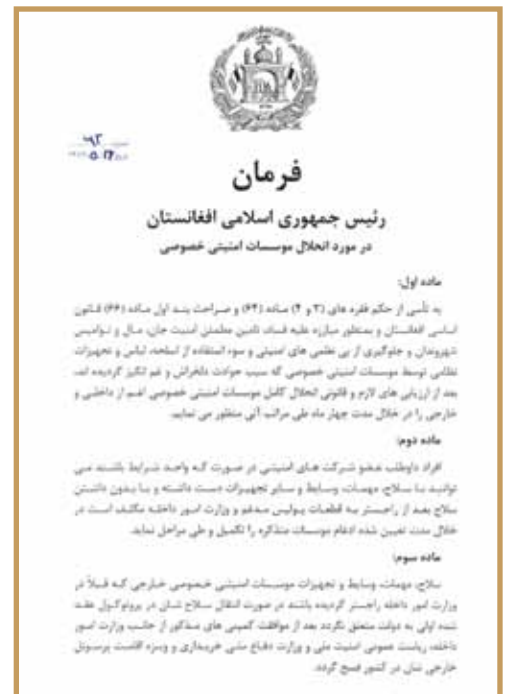 فرمان
رئیس جمهوری اسلامی افغانستان
در مورد انحلال موسسات امنیتی خصوصی
ماده اول:
به تأسی از حکم فقره های (۳ و ۴) ماده (۶۴) و صراحت بند اول ماده (۶۶) قانون
اساسی افغانستان و بمنظور مبارزه علیه فساد، تامین مطمئن امنیت جان، مال و نوامیس
شهروندان و جلوگیری از بی نظمی های امنیتی و سوء استفاده از اسلحه، لباس و تجهیزات
نظامی توسط موسسات امنیتی خصوصی که سبب حوادث دلخراش و غم انگیز گردیده اند،
بعد از ارزیابی های لازم و قانونی انحلال کامل موسسات امنیتی خصوصی اعم از داخلی و
خارجی را در خلال مدت چهار ماه طی مراتب آتی منظور می نمایم.
ماده دوم:
افراد داوطلب عضو شرکت های امنیتی در صورت که واجد شرایط باشند می
توانند با سلاح، مهمات، وسایط و سایر تجهیزات دست داشته و یا بدون داشتن
سلاح بعد از راجستر به قطعات پولیس مدغم و وزارت امور داخله مکلف است در
خلال مدت تعیین شده ادغام موسسات متذکره را تکمیل و طی مراحل نماید.
ماده سوم:
سلاح، مهمات، وسایط و تجهیزات موسسات امنیتی خصوصی خارجی که قبلاً در
وزارت امور داخله راجستر گردیده باشند در صورت انتقال سلاح شان در پروتوکول عقد
شده اولی به دولت متعلق نگردد بعد از موافقت کمپنی های مذکور از جانب وزارت امور
داخله، ریاست عمومی امنیت ملی و وزارت دفاع ملی خریداری و ویزه اقامت پرسونل
خارجی شان در کشور فسخ گردد.